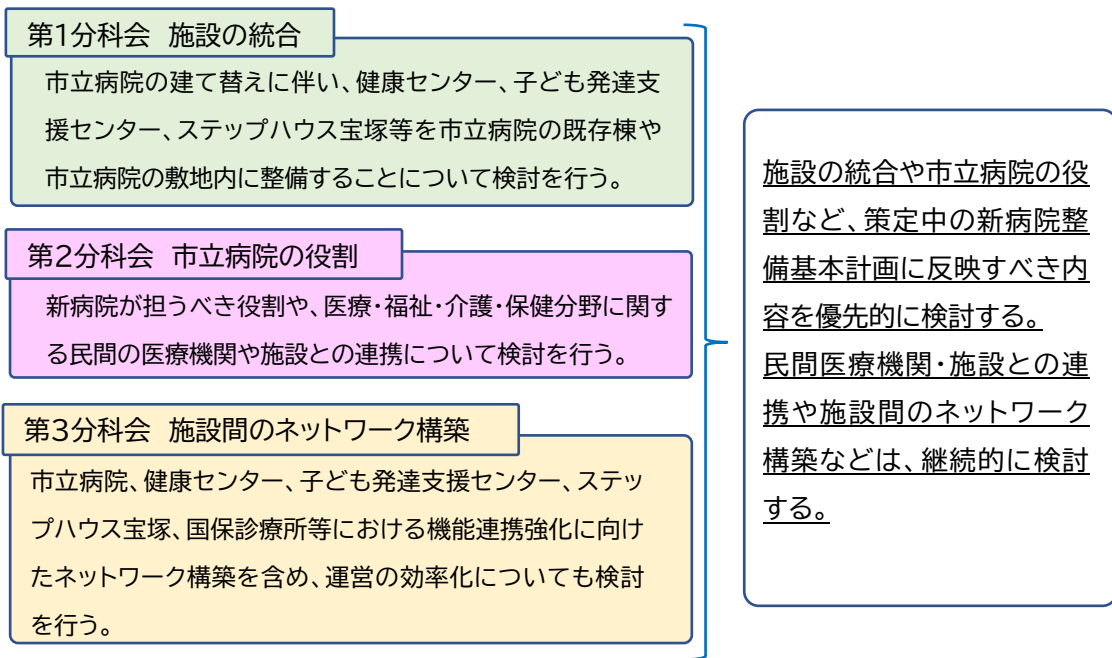 第1分科会 施設の統合
市立病院の建て替えに伴い、健康センター、子ども発達支
援センター、ステップハウス宝塚等を市立病院の既存棟や
市立病院の敷地内に整備することについて検討を行う。
第2分科会 市立病院の役割
新病院が担うべき役割や、医療・福祉・介護・保健分野に関す
る民間の医療機関や施設との連携について検討を行う。
第3分科会 施設間のネットワーク構築
市立病院、健康センター、子ども発達支援センター、ステッ
プハウス宝塚、国保診療所等における機能連携強化に向け
たネットワーク構築を含め、運営の効率化についても検討
を行う。
施設の統合や市立病院の役
割など、策定中の新病院整
備基本計画に反映すべき内
容を優先的に検討する。
民間医療機関・施設との連
携や施設間のネットワーク
構築などは、継続的に検討
する。